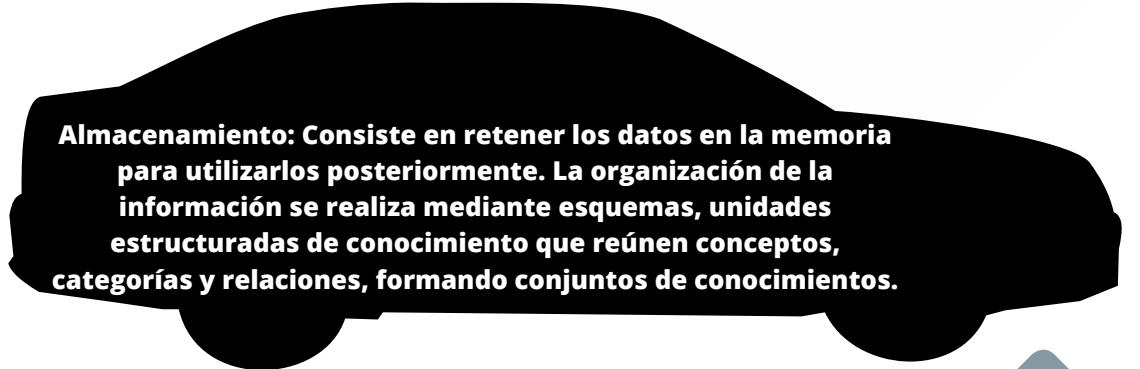 Almacenamiento: Consiste en retener los datos en la memoria
para utilizarlos posteriormente. La organización de la
información se realiza mediante esquemas, unidades
estructuradas de conocimiento que reúnen conceptos,
categorías y relaciones, formando conjuntos de conocimientos.